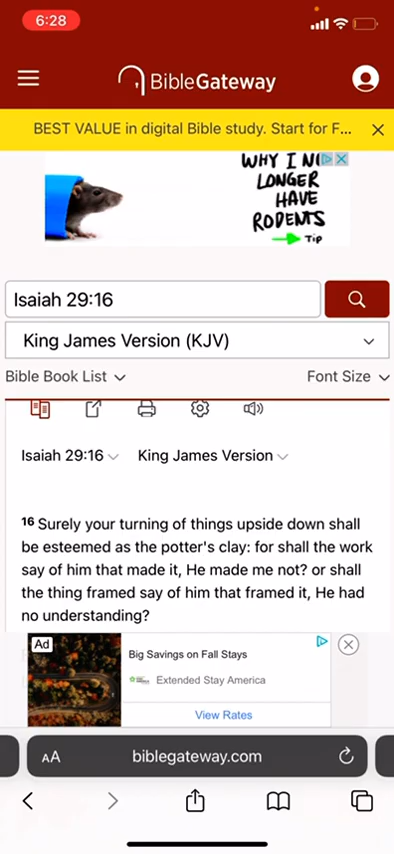 6:28
BibleGateway
BEST VALUE in digital Bible study. Start for F...
WHY I NO
LONGER
HAVE
RODENTS
Tip
Isaiah 29:16
King James Version (KJV)
Bible Book List
Font Size
Isaiah 29:16
King James Version
16 Surely your turning of things upside down shall
be esteemed as the potter's clay: for shall the work
say of him that made it, He made me not? or shall
the thing framed say of him that framed it, He had
no understanding?
Ad
Big Savings on Fall Stays
Extended Stay America
View Rates
AA
biblegateway.com